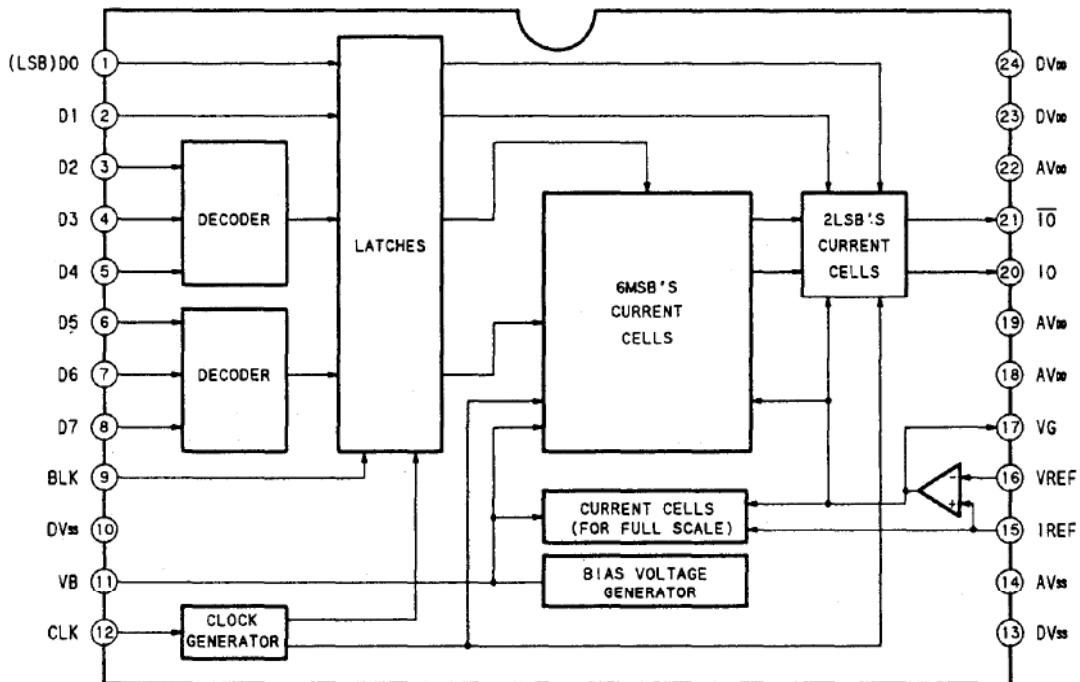 (LSB)D0 1
D1 2
D2 3
D3 4
D4 5
D5 6
D6 7
D7 8
BLK 9
DVss 10
VB 11
CLK 12
DECODER
DECODER
LATCHES
CLOCK
GENERATOR
6MSB'S
CURRENT
CELLS
2LSB'S
CURRENT
CELLS
CURRENT CELLS
(FOR FULL SCALE)
BIAS VOLTAGE
GENERATOR
-
+
24 DVDD
23 DVDD
22 AVDD
21 I̅O̅
20 IO
19 AVDD
18 AVDD
17 VG
16 VREF
15 IREF
14 AVss
13 DVss